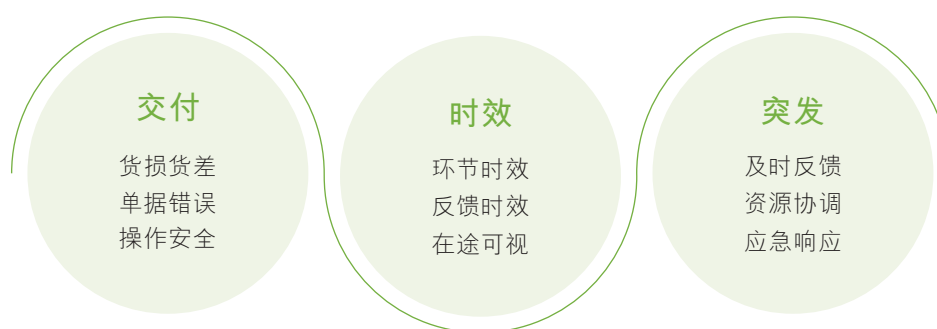 交付
货损货差
单据错误
操作安全
时效
环节时效
反馈时效
在途可视
突发
及时反馈
资源协调
应急响应